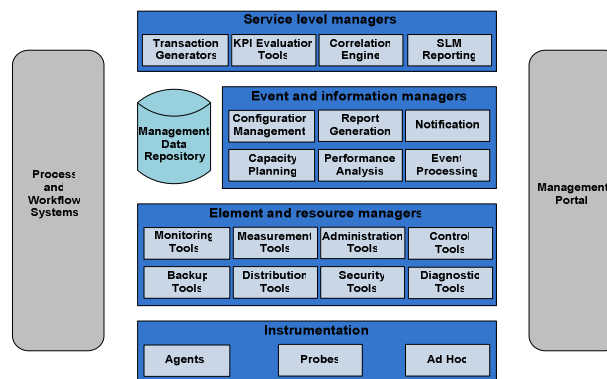 Service level managers
Transaction
Generators
KPI Evaluation
Tools
Correlation
Engine
SLM
Reporting
Process
and
Workflow
Systems
Management
Data
Repository
Event and information managers
Configuration
Management
Report
Generation
Notification
Capacity
Planning
Performance
Analysis
Event
Processing
Management
Portal
Element and resource managers
Monitoring
Tools
Measurement
Tools
Administration
Tools
Control
Tools
Backup
Tools
Distribution
Tools
Security
Tools
Diagnostic
Tools
Instrumentation
Agents
Probes
Ad Hoc